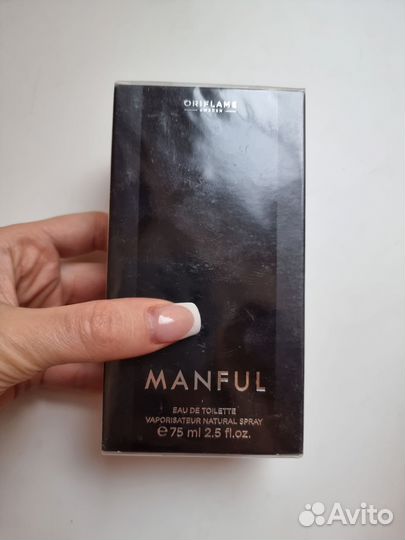 ORIFLAME
SWEDEN
MANFUL
EAU DE TOILETTE
VAPORISATEUR NATURAL SPRAY
℮75 ml 2.5 fl.oz.
Avito